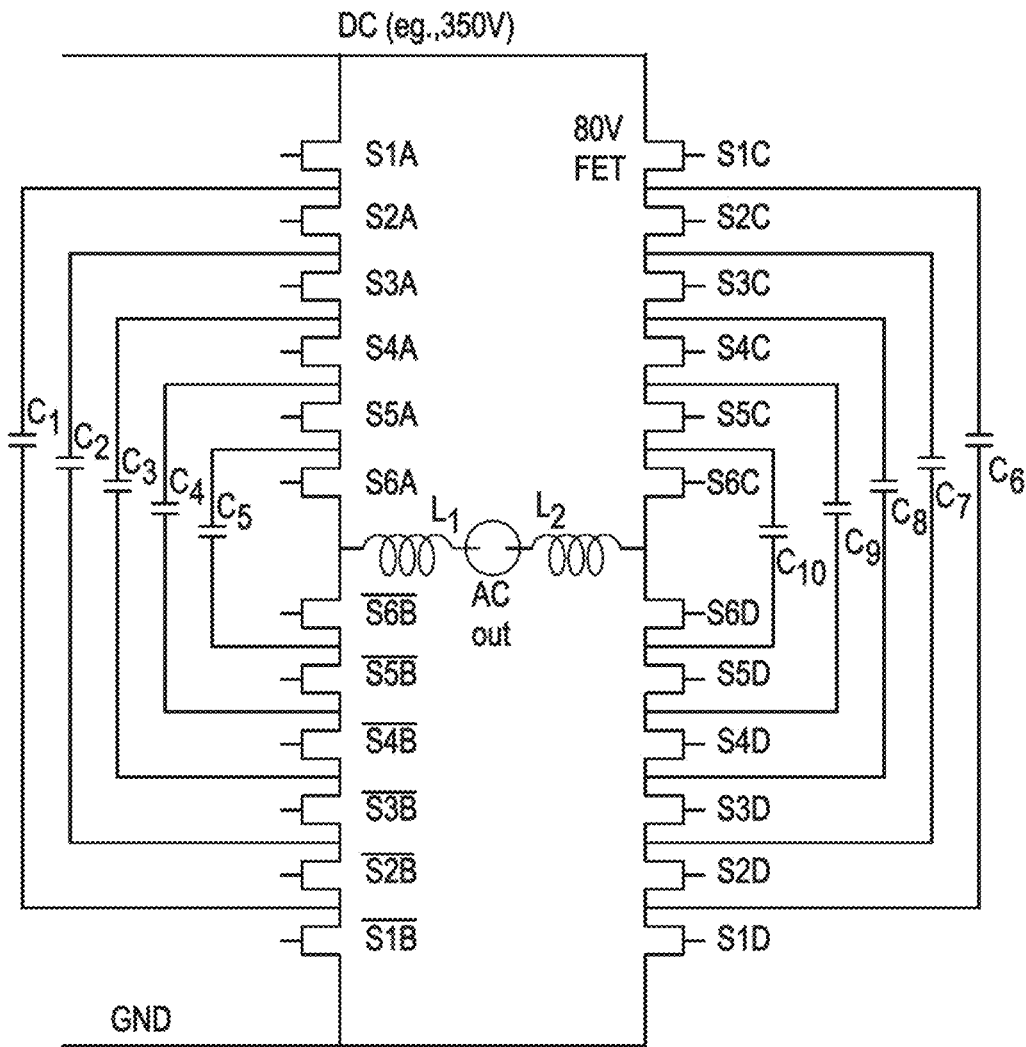 DC (eg.,350V)
80V
FET
S1A
S1C
S2A
S2C
S3A
S3C
S4A
S4C
C1
S5A
S5C
C2
C3
C4
C5
S6A
S6C
C6
C7
C8
C9
C10
L1
L2
AC
out
S6B
S6D
S5B
S5D
S4B
S4D
S3B
S3D
S2B
S2D
S1B
S1D
GND